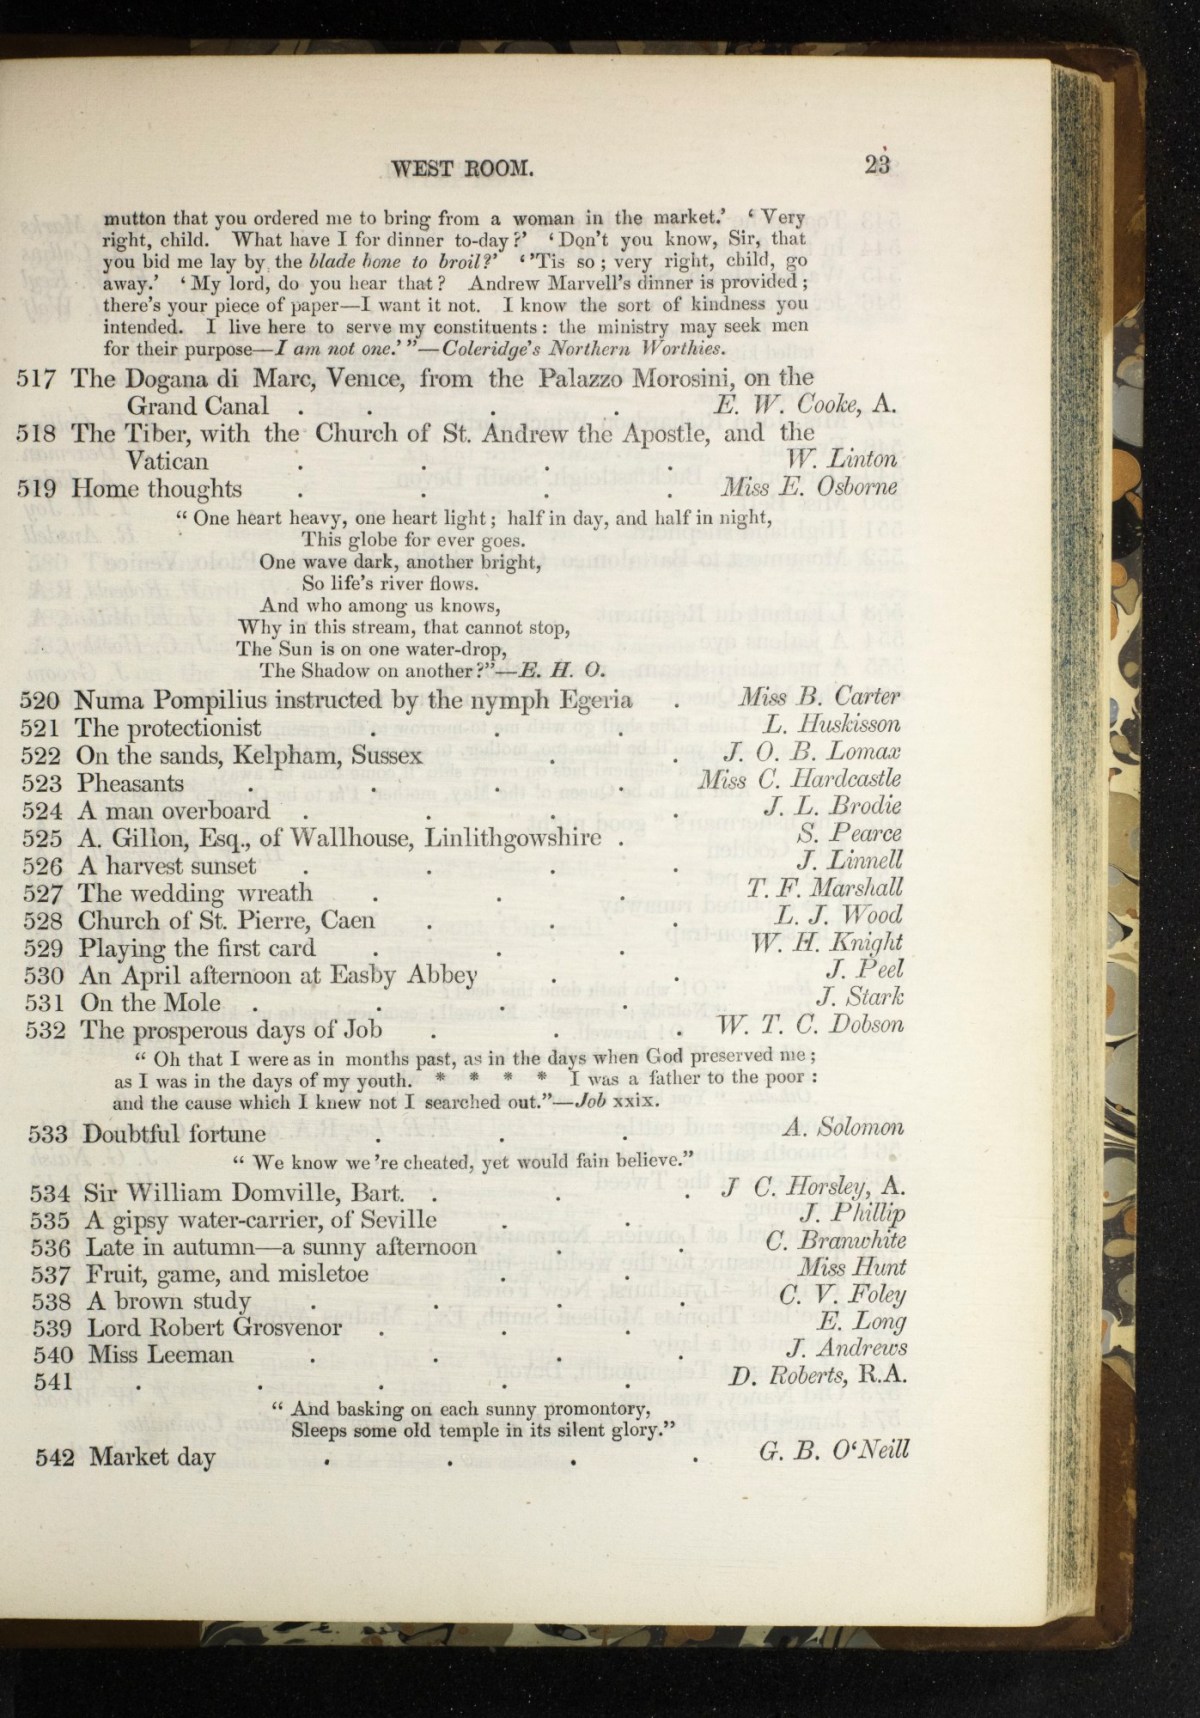 WEST ROOM. 23
mutton that you ordered me to bring from a woman in the market.’ ‘ Very
right, child. What have I for dinner to-day?’ ‘Don’t you know, Sir, that
you bid me lay by the blade bone to broil?’ ‘’Tis so ; very right, child, go
away.’ ‘ My lord, do you hear that ? Andrew Marvell’s dinner is provided ;
there’s your piece of paper—I want it not. I know the sort of kindness you
intended. I live here to serve my constituents : the ministry may seek men
for their purpose—I am not one.’ ”—Coleridge’s Northern Worthies.
517 The Dogana di Marc, Venice, from the Palazzo Morosini, on the
Grand Canal . . . . E. W. Cooke, A.
518 The Tiber, with the Church of St. Andrew the Apostle, and the
Vatican . . . . W. Linton
519 Home thoughts . . . . Miss E. Osborne
“ One heart heavy, one heart light ; half in day, and half in night,
This globe for ever goes.
One wave dark, another bright,
So life’s river flows.
And who among us knows,
Why in this stream, that cannot stop,
The Sun is on one water-drop,
The Shadow on another ?”—E. H. O.
520 Numa Pompilius instructed by the nymph Egeria . Miss B. Carter
521 The protectionist . . . L. Huskisson
522 On the sands, Kelpham, Sussex . . J. O. B. Lomax
523 Pheasants . . . . Miss C. Hardcastle
524 A man overboard . . . . J. L. Brodie
525 A. Gillon, Esq., of Wallhouse, Linlithgowshire . S. Pearce
526 A harvest sunset . . . . J. Linnell
527 The wedding wreath . . . T. F. Marshall
528 Church of St. Pierre, Caen . . . L. J. Wood
529 Playing the first card . . . W. H. Knight
530 An April afternoon at Easby Abbey . . J. Peel
531 On the Mole . . . . J. Stark
532 The prosperous days of Job . . . W. T. C. Dobson
“ Oh that I were as in months past, as in the days when God preserved me ;
as I was in the days of my youth. * * * * I was a father to the poor :
and the cause which I knew not I searched out.”—Job xxix.
533 Doubtful fortune . . . A. Solomon
“ We know we ’re cheated, yet would fain believe.”
534 Sir William Domville, Bart. . . . J C. Horsley, A.
535 A gipsy water-carrier, of Seville . . J. Phillip
536 Late in autumn—a sunny afternoon . . C. Branwhite
537 Fruit, game, and misletoe . . Miss Hunt
538 A brown study . . . . C. V. Foley
539 Lord Robert Grosvenor . . . E. Long
540 Miss Leeman . . . . J. Andrews
541 . . . . . D. Roberts, R.A.
“ And basking on each sunny promontory,
Sleeps some old temple in its silent glory.”
542 Market day . . . . G. B. O‘Neill